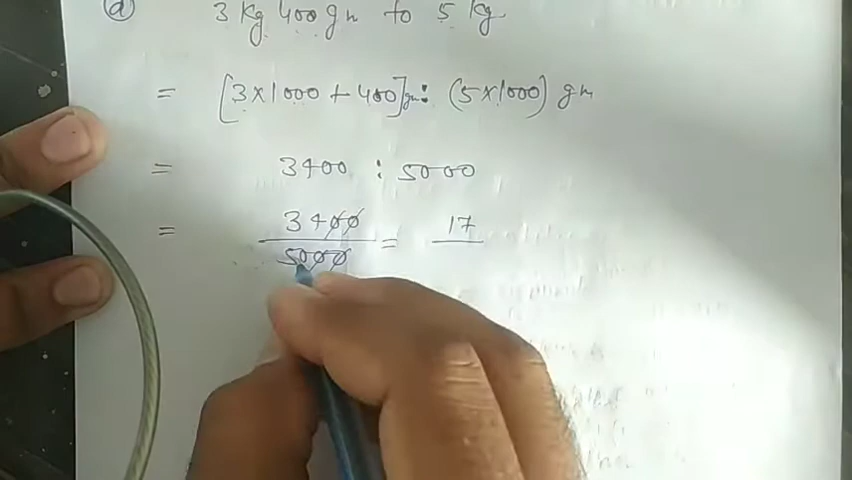 (d) 3 Kg 400 gm to 5 Kg
= [3×1000 + 400]gm : (5×1000) gm
= 3400 : 5000
= 3400/5000 = 17